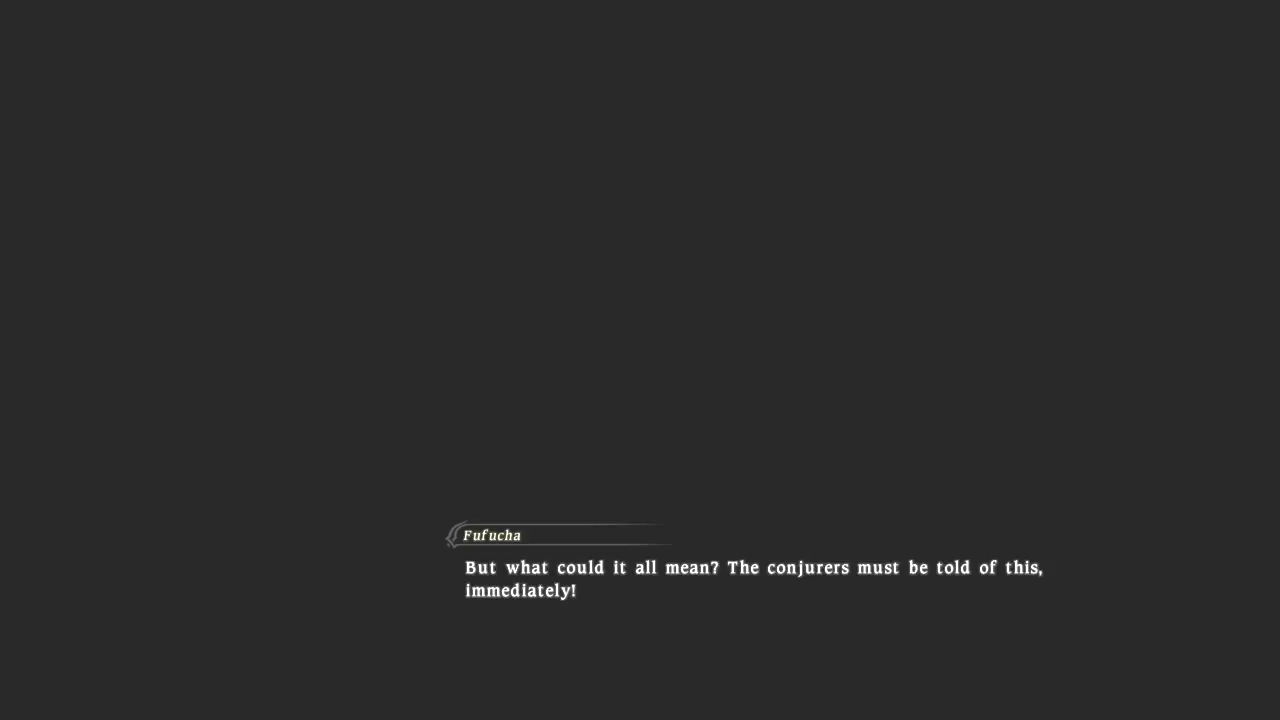 Fufucha
But what could it all mean? The conjurers must be told of this,
immediately!